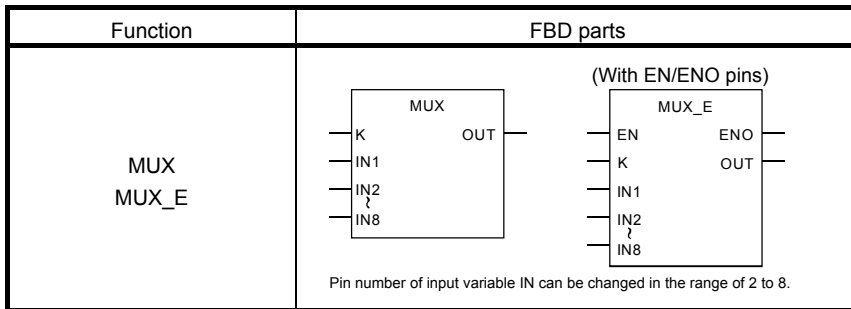 Function
FBD parts
MUX
MUX_E
(With EN/ENO pins)
MUX
K OUT
IN1
IN2
~
IN8
MUX_E
EN ENO
K OUT
IN1
IN2
~
IN8
Pin number of input variable IN can be changed in the range of 2 to 8.